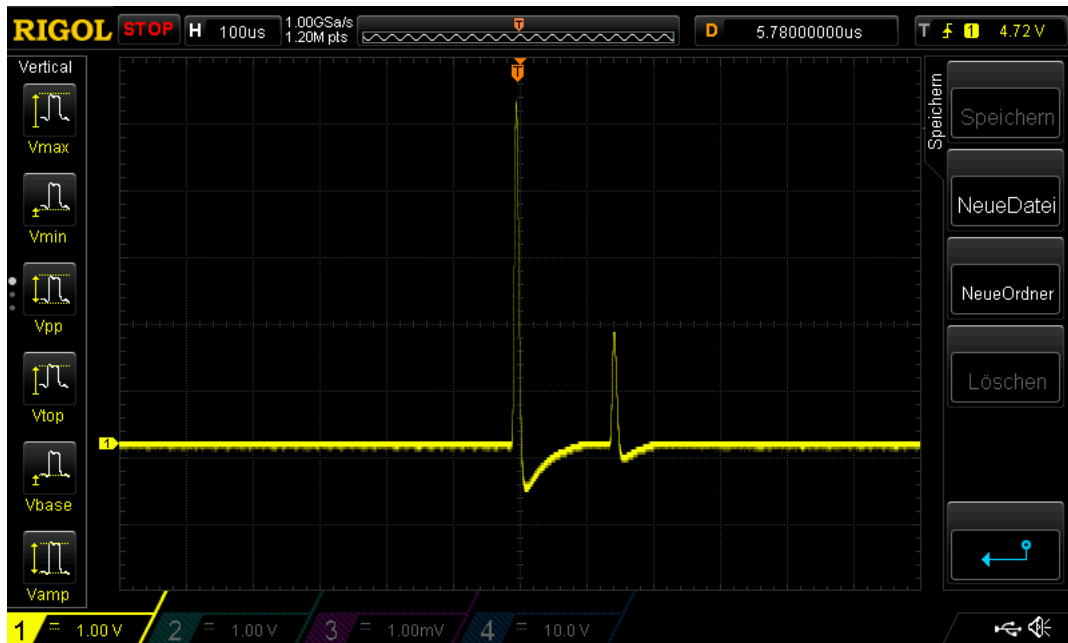 RIGOL STOP H 100us 1.00GSa/s D 5.78000000us T 1 4.72 V
1.20M pts
Vertical
T
Vmax
Vmin
Vpp
Vtop
Vbase
Vamp
1
Speichern
Speichern
NeueDatei
NeueOrdner
Löschen
1 = 1.00 V 2 = 1.00 V 3 = 1.00mV 4 = 10.0 V